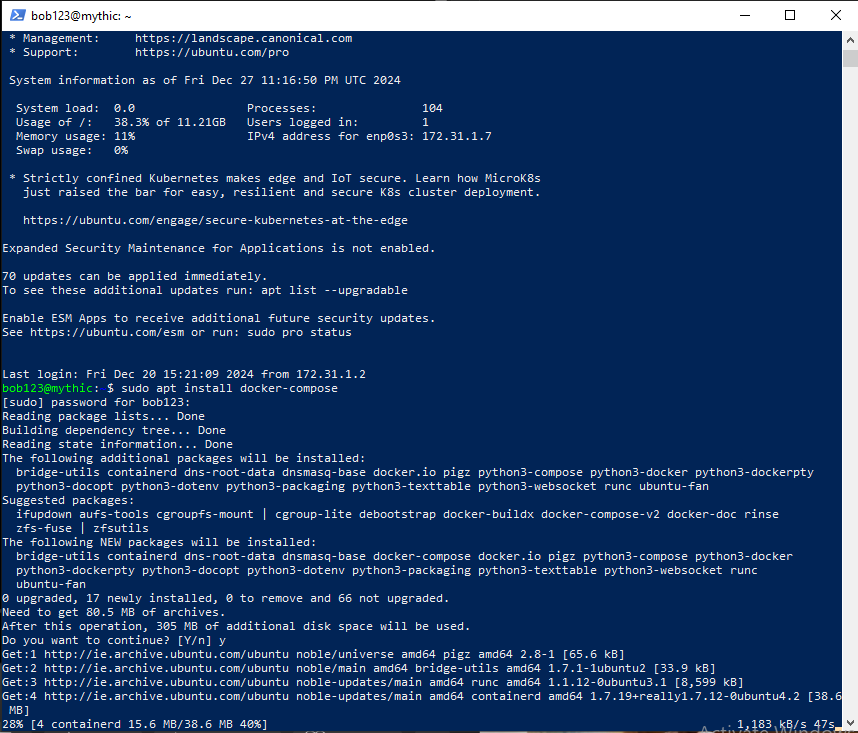 bob123@mythic: ~
* Management:     https://landscape.canonical.com
* Support:        https://ubuntu.com/pro
System information as of Fri Dec 27 11:16:50 PM UTC 2024
System load:  0.0                Processes:               104
Usage of /:   38.3% of 11.21GB   Users logged in:         1
Memory usage: 11%                IPv4 address for enp0s3: 172.31.1.7
Swap usage:   0%
* Strictly confined Kubernetes makes edge and IoT secure. Learn how MicroK8s
just raised the bar for easy, resilient and secure K8s cluster deployment.
https://ubuntu.com/engage/secure-kubernetes-at-the-edge
Expanded Security Maintenance for Applications is not enabled.
70 updates can be applied immediately.
To see these additional updates run: apt list --upgradable
Enable ESM Apps to receive additional future security updates.
See https://ubuntu.com/esm or run: sudo pro status
Last login: Fri Dec 20 15:21:09 2024 from 172.31.1.2
bob123@mythic: $ sudo apt install docker-compose
[sudo] password for bob123:
Reading package lists... Done
Building dependency tree... Done
Reading state information... Done
The following additional packages will be installed:
bridge-utils containerd dns-root-data dnsmasq-base docker.io pigz python3-compose python3-docker python3-dockerpty
python3-docopt python3-dotenv python3-packaging python3-texttable python3-websocket runc ubuntu-fan
Suggested packages:
ifupdown aufs-tools cgroupfs-mount | cgroup-lite debootstrap docker-buildx docker-compose-v2 docker-doc rinse
zfs-fuse | zfsutils
The following NEW packages will be installed:
bridge-utils containerd dns-root-data dnsmasq-base docker-compose docker.io pigz python3-compose python3-docker
python3-dockerpty python3-docopt python3-dotenv python3-packaging python3-texttable python3-websocket runc
ubuntu-fan
0 upgraded, 17 newly installed, 0 to remove and 66 not upgraded.
Need to get 80.5 MB of archives.
After this operation, 305 MB of additional disk space will be used.
Do you want to continue? [Y/n] y
Get:1 http://ie.archive.ubuntu.com/ubuntu noble/universe amd64 pigz amd64 2.8-1 [65.6 kB]
Get:2 http://ie.archive.ubuntu.com/ubuntu noble/main amd64 bridge-utils amd64 1.7.1-1ubuntu2 [33.9 kB]
Get:3 http://ie.archive.ubuntu.com/ubuntu noble-updates/main amd64 runc amd64 1.1.12-0ubuntu3.1 [8,599 kB]
Get:4 http://ie.archive.ubuntu.com/ubuntu noble-updates/main amd64 containerd amd64 1.7.19+really1.7.12-0ubuntu4.2 [38.6
MB]
28% [4 containerd 15.6 MB/38.6 MB 40%]                                                                   1,183 kB/s 47s
Activate Windows